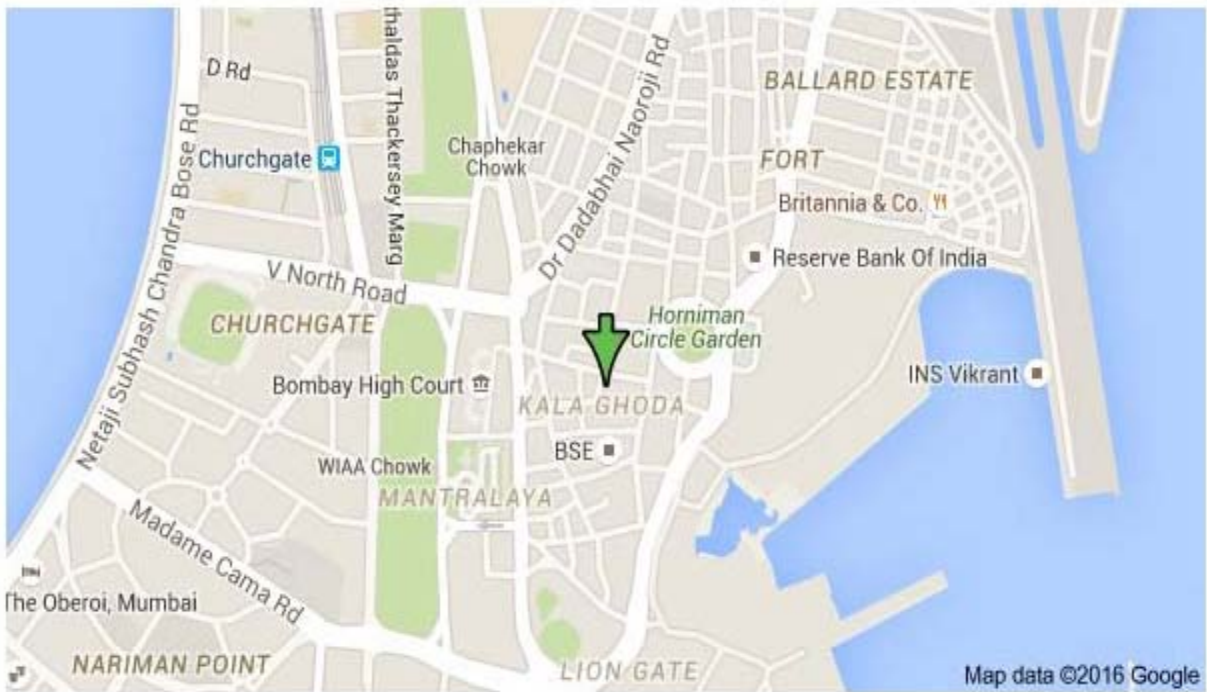 D Rd
thaldas Thackersey Marg
Dr Dadabhai Naoroji Rd
BALLARD ESTATE
Churchgate
Chaphekar
Chowk
FORT
Netaji Subhash Chandra Bose Rd
Britannia & Co.
V North Road
Reserve Bank Of India
CHURCHGATE
Horniman
Circle Garden
Bombay High Court
INS Vikrant
KALA GHODA
BSE
WIAA Chowk
MANTRALAYA
Madame Cama Rd
The Oberoi, Mumbai
NARIMAN POINT
LION GATE
Map data ©2016 Google